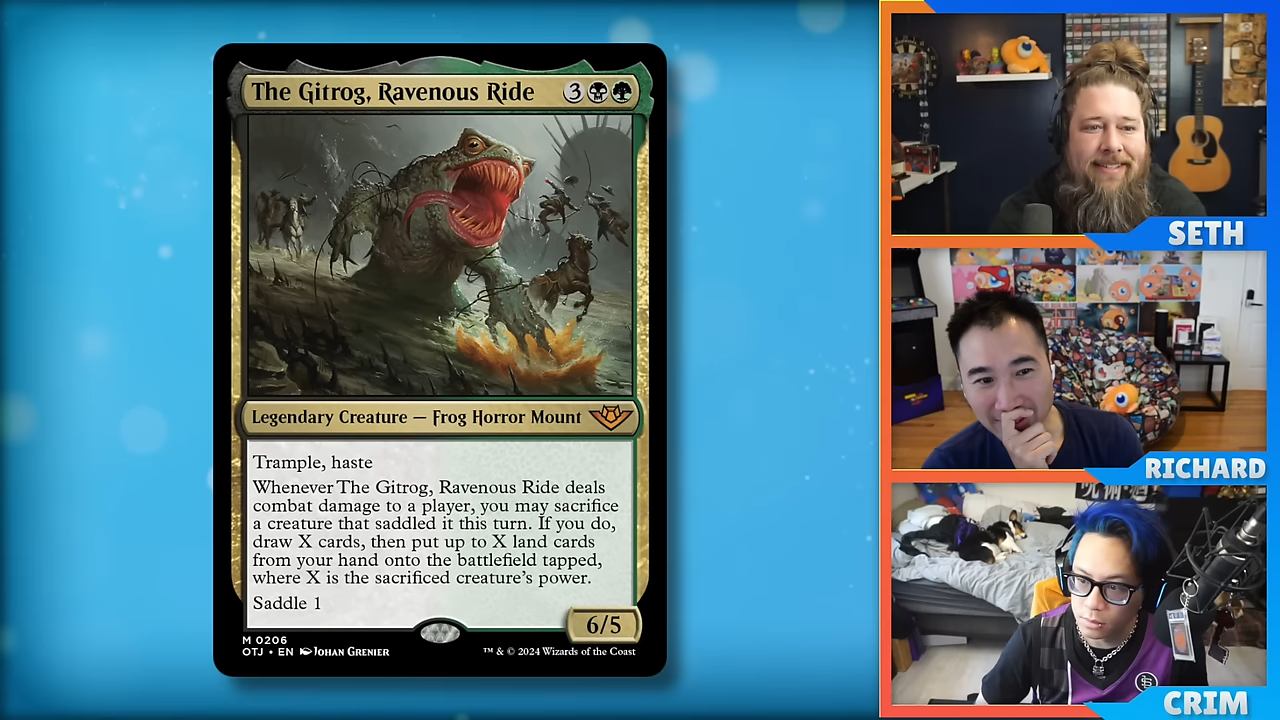 The Gitrog, Ravenous Ride 3
Legendary Creature — Frog Horror Mount
Trample, haste
Whenever The Gitrog, Ravenous Ride deals
combat damage to a player, you may sacrifice
a creature that saddled it this turn. If you do,
draw X cards, then put up to X land cards
from your hand onto the battlefield tapped,
where X is the sacrificed creature's power.
Saddle 1
6/5
M 0206
OTJ • EN JOHAN GRENIER
™ & © 2024 Wizards of the Coast
SETH
RICHARD
CRIM